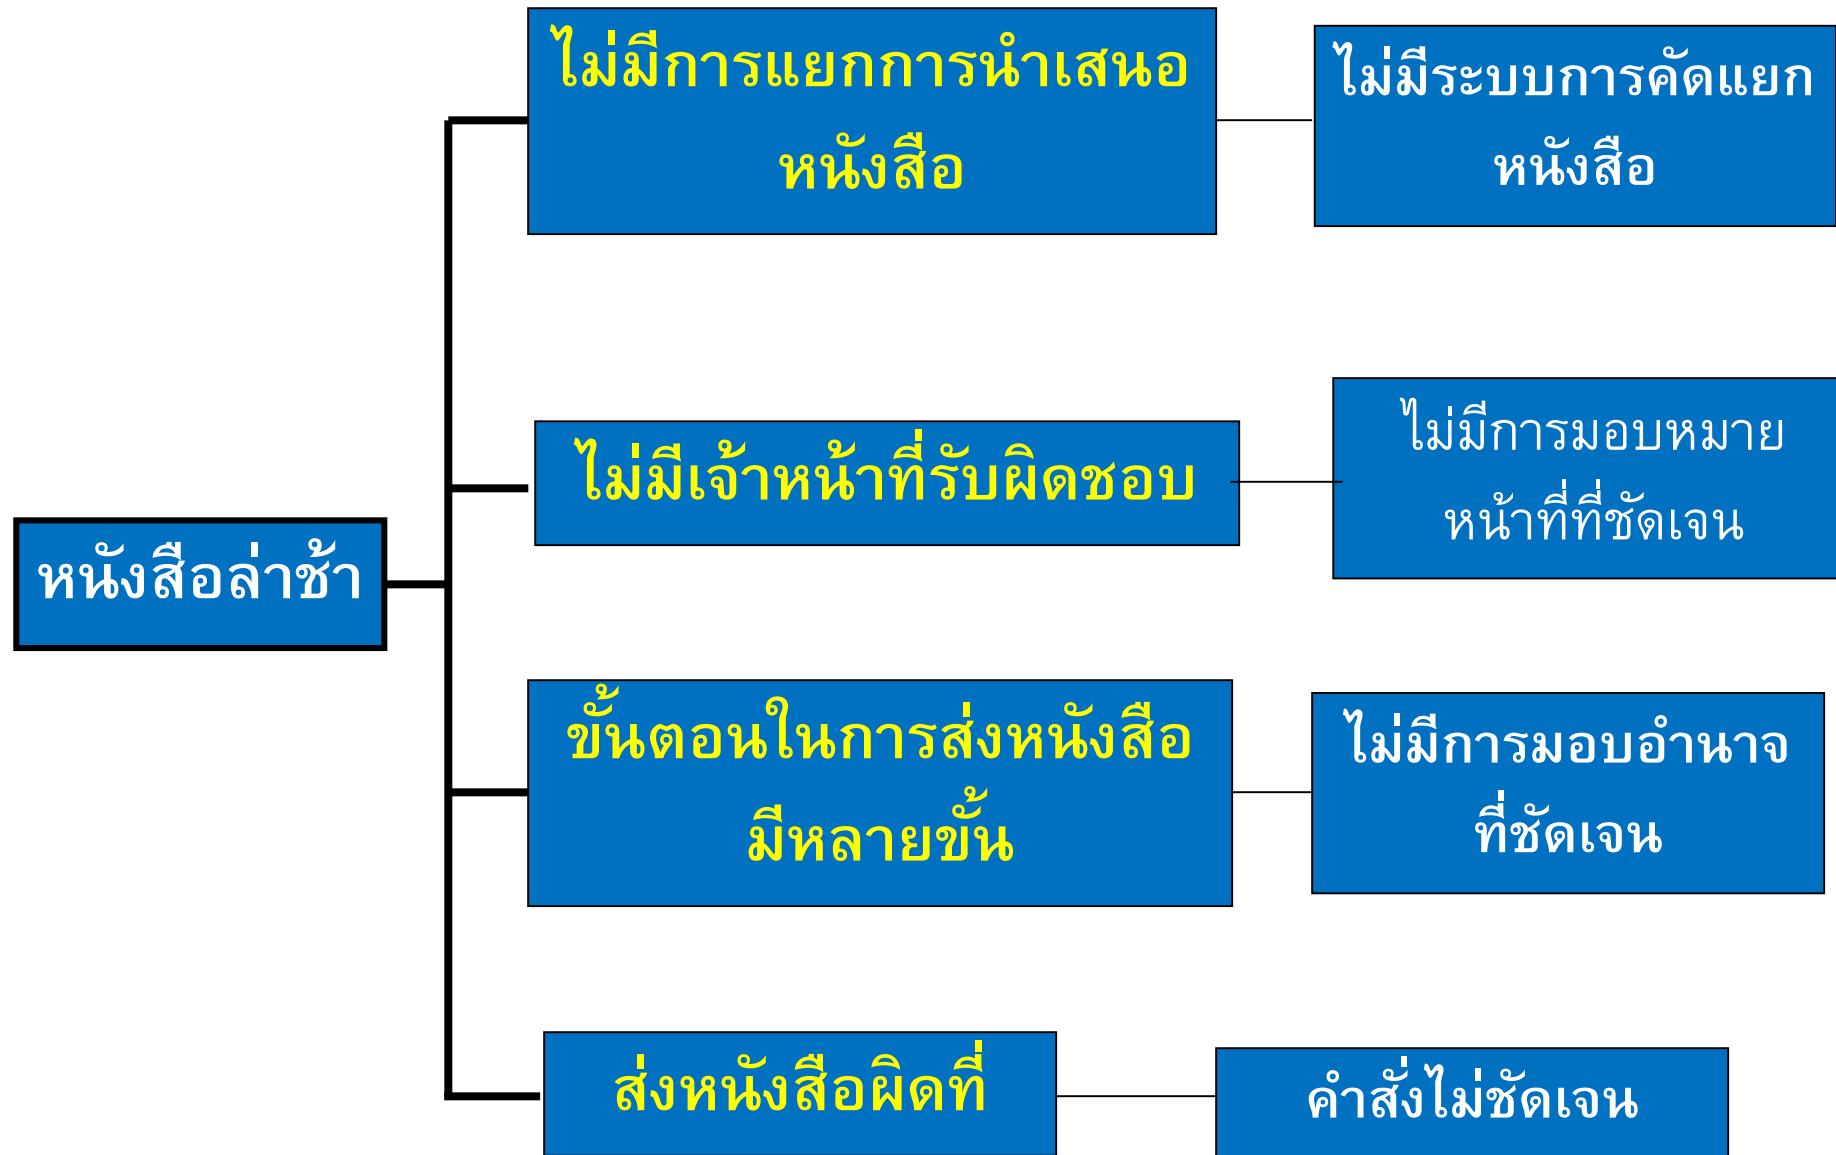 ไม่มีการแยกการนำเสนอ
หนังสือ
ไม่มีระบบการคัดแยก
หนังสือ
ไม่มีเจ้าหน้าที่รับผิดชอบ
ไม่มีการมอบหมาย
หน้าที่ที่ชัดเจน
หนังสือล่าช้า
ขั้นตอนในการส่งหนังสือ
มีหลายขั้น
ไม่มีการมอบอำนาจ
ที่ชัดเจน
ส่งหนังสือผิดที่
คำสั่งไม่ชัดเจน